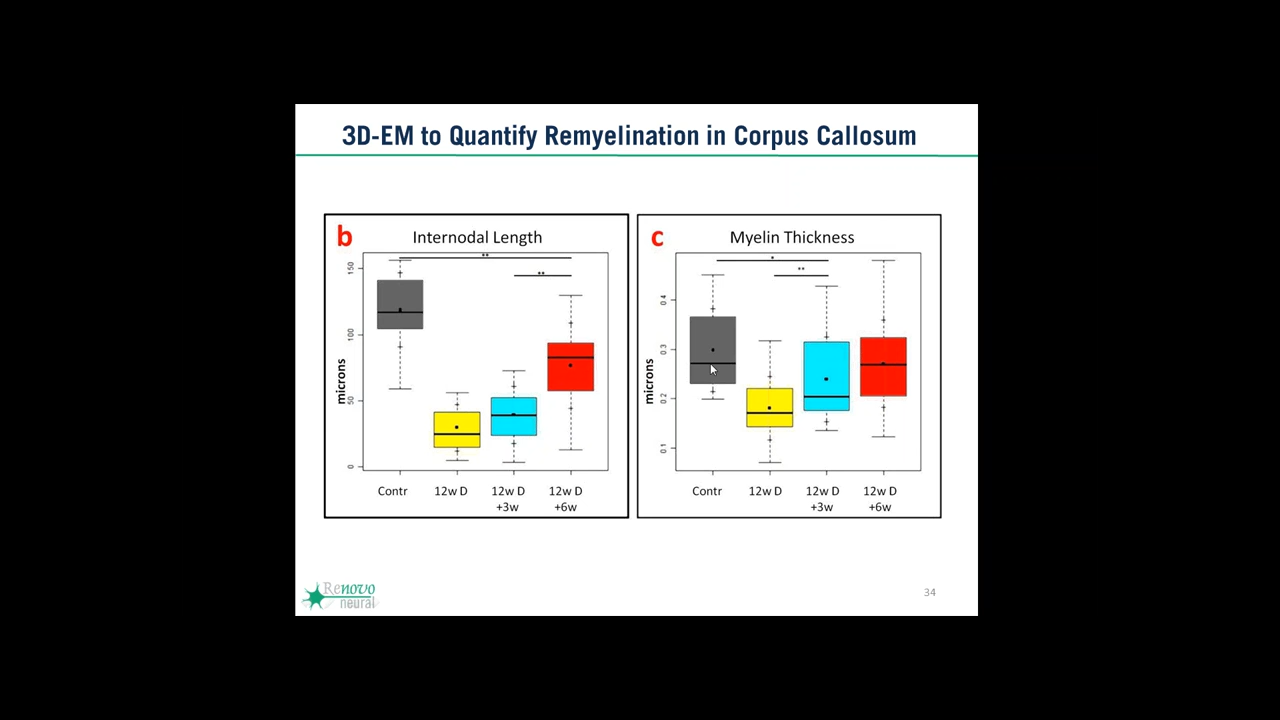 3D-EM to Quantify Remyelination in Corpus Callosum
b
Internodal Length
**
**
microns
150
100
50
0
Contr
12w D
12w D
+3w
12w D
+6w
c
Myelin Thickness
*
**
microns
0.4
0.3
0.2
0.1
Contr
12w D
12w D
+3w
12w D
+6w
Renovo
neural
34